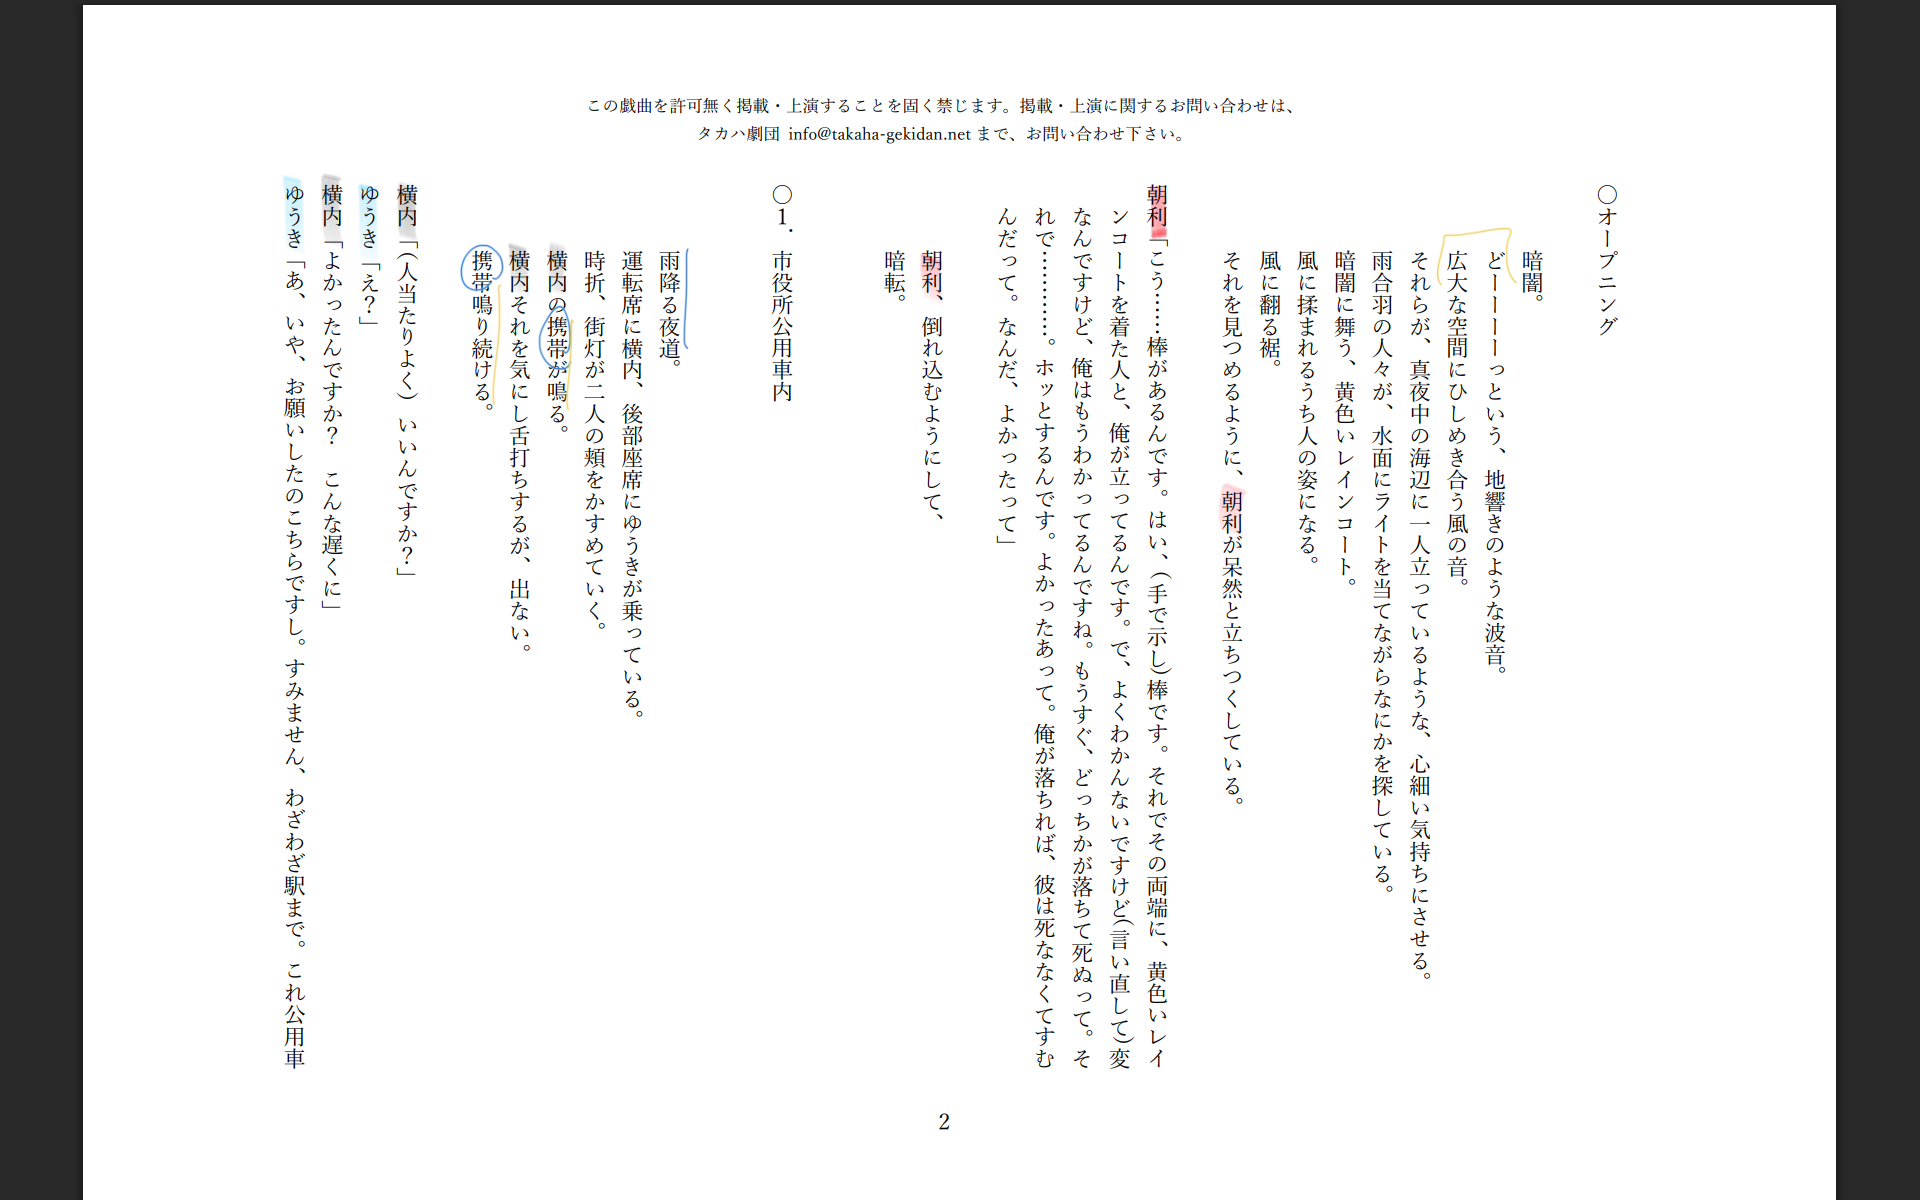 この戯曲を許可無く掲載・上演することを固く禁じます。掲載・上演に関するお問い合わせは、
タカハ劇団 info@takaha-gekidan.net まで、お問い合わせ下さい。
〇オープニング
暗闇。
どーーーーっという、地響きのような波音。
広大な空間にひしめき合う風の音。
それらが、真夜中の海辺に一人立っているような、心細い気持ちにさせる。
雨合羽の人々が、水面にライトを当てながらなにかを探している。
暗闇に舞う、黄色いレインコート。
風に揉まれるうち人の姿になる。
風に翻る裾。
それを見つめるように、朝利が呆然と立ちつくしている。
朝利「こう……棒があるんです。はい、（手で示し）棒です。それでその両端に、黄色いレイ
ンコートを着た人と、俺が立ってるんです。で、よくわかんないですけど（言い直して）変
なんですけど、俺はもうわかってるんですね。もうすぐ、どっちかが落ちて死ぬって。そ
れで…………。ホッとするんです。よかったあって。俺が落ちれば、彼は死ななくてすむ
んだって。なんだ、よかったって」
朝利、倒れ込むようにして、
暗転。
〇１．市役所公用車内
雨降る夜道。
運転席に横内、後部座席にゆうきが乗っている。
時折、街灯が二人の頬をかすめていく。
横内の携帯が鳴る。
横内それを気にし舌打ちするが、出ない。
携帯鳴り続ける。
横内「（人当たりよく）いいんですか？」
ゆうき「え？」
横内「よかったんですか？　こんな遅くに」
ゆうき「あ、いや、お願いしたのこちらですし。すみません、わざわざ駅まで。これ公用車
2